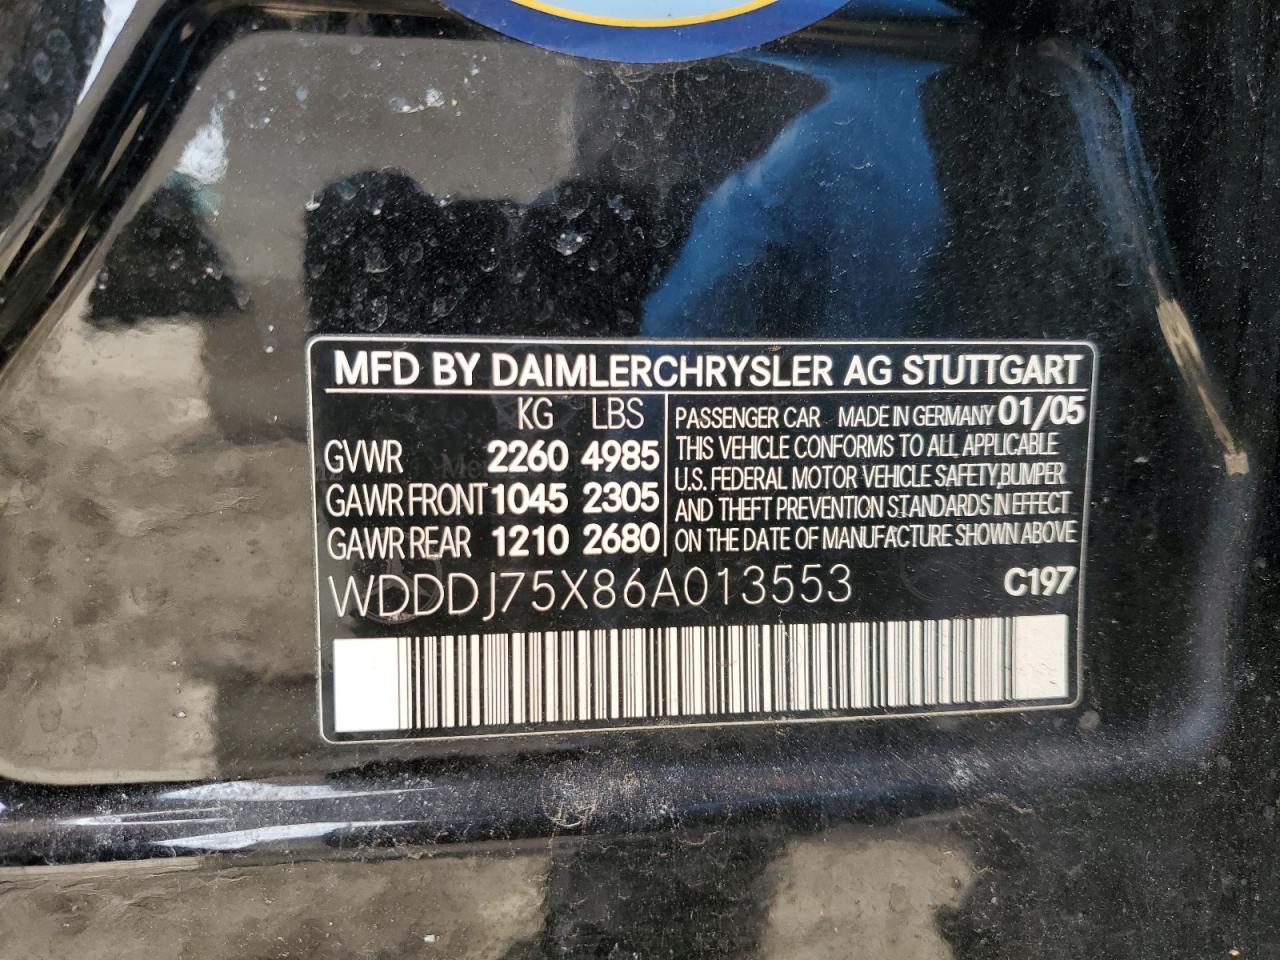 MFD BY DAIMLERCHRYSLER AG STUTTGART
KG LBS
GVWR 2260 4985
GAWR FRONT 1045 2305
GAWR REAR 1210 2680
PASSENGER CAR MADE IN GERMANY 01/05
THIS VEHICLE CONFORMS TO ALL APPLICABLE
U.S. FEDERAL MOTOR VEHICLE SAFETY, BUMPER
AND THEFT PREVENTION STANDARDS IN EFFECT
ON THE DATE OF MANUFACTURE SHOWN ABOVE
WDDDJ75X86A013553 C197